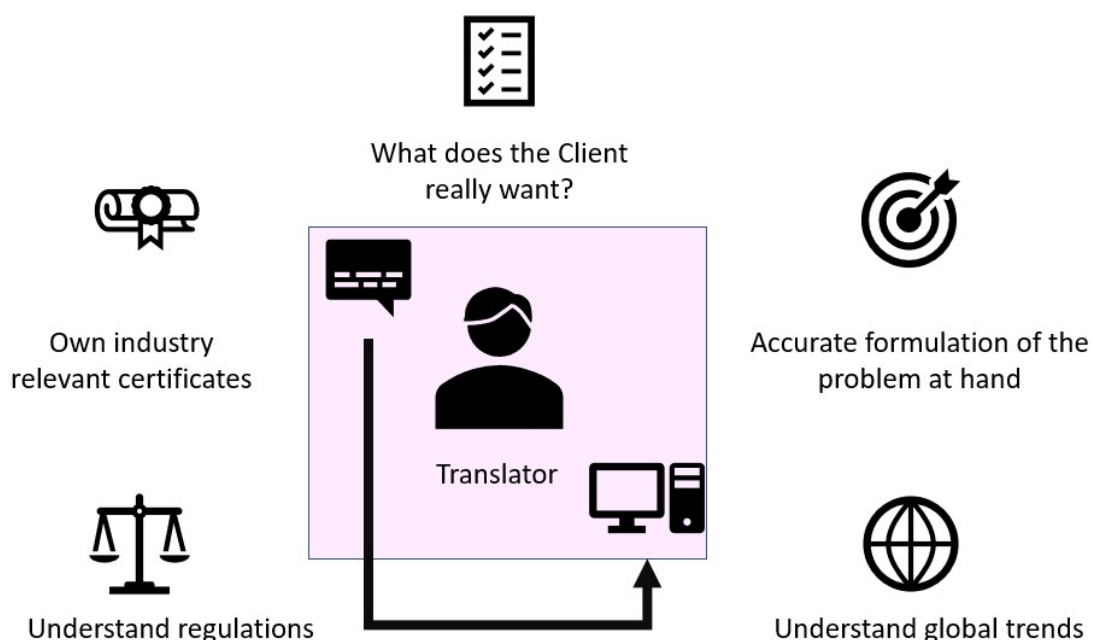 What does the Client
really want?
Own industry
relevant certificates
Accurate formulation of the
problem at hand
Translator
Understand regulations
Understand global trends